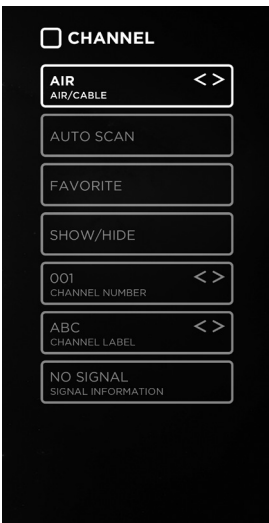 CHANNEL
AIR < >
AIR/CABLE
AUTO SCAN
FAVORITE
SHOW/HIDE
001 < >
CHANNEL NUMBER
ABC < >
CHANNEL LABEL
NO SIGNAL
SIGNAL INFORMATION